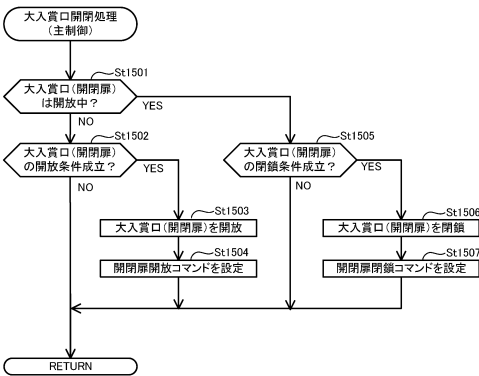 大入賞口開閉処理
(主制御)
St1501
大入賞口(開閉扉)
は開放中？
YES
NO
St1502
大入賞口(開閉扉)
の開放条件成立？
YES
NO
St1505
大入賞口(開閉扉)
の閉鎖条件成立？
YES
NO
St1503
大入賞口(開閉扉)を開放
St1504
開閉扉開放コマンドを設定
St1506
大入賞口(開閉扉)を閉鎖
St1507
開閉扉閉鎖コマンドを設定
RETURN